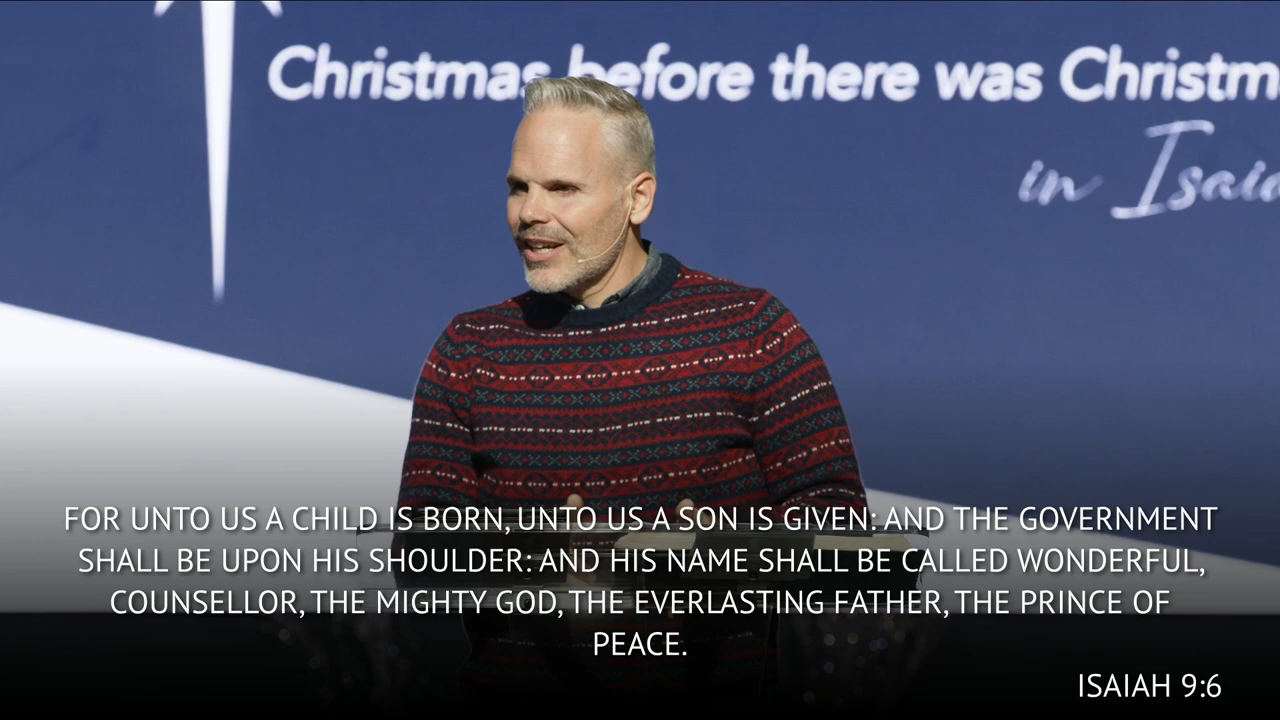 Christmas before there was Christm
in Isaia
FOR UNTO US A CHILD IS BORN, UNTO US A SON IS GIVEN: AND THE GOVERNMENT
SHALL BE UPON HIS SHOULDER: AND HIS NAME SHALL BE CALLED WONDERFUL,
COUNSELLOR, THE MIGHTY GOD, THE EVERLASTING FATHER, THE PRINCE OF
PEACE.
ISAIAH 9:6